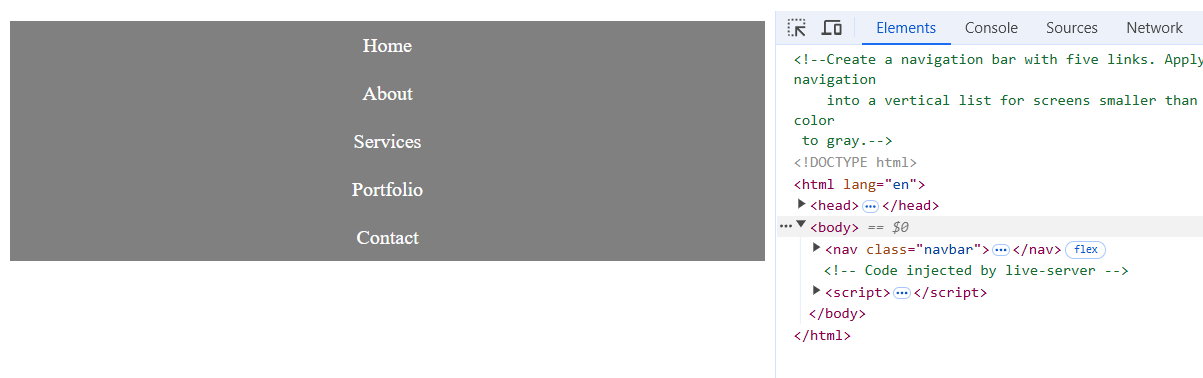 Home
About
Services
Portfolio
Contact
Elements Console Sources Network
<!--Create a navigation bar with five links. Apply
navigation
into a vertical list for screens smaller than
color
to gray.-->
<!DOCTYPE html>
<html lang="en">
<head> ⋯ </head>
⋯ <body> == $0
<nav class="navbar"> ⋯ </nav> flex
<!-- Code injected by live-server -->
<script> ⋯ </script>
</body>
</html>